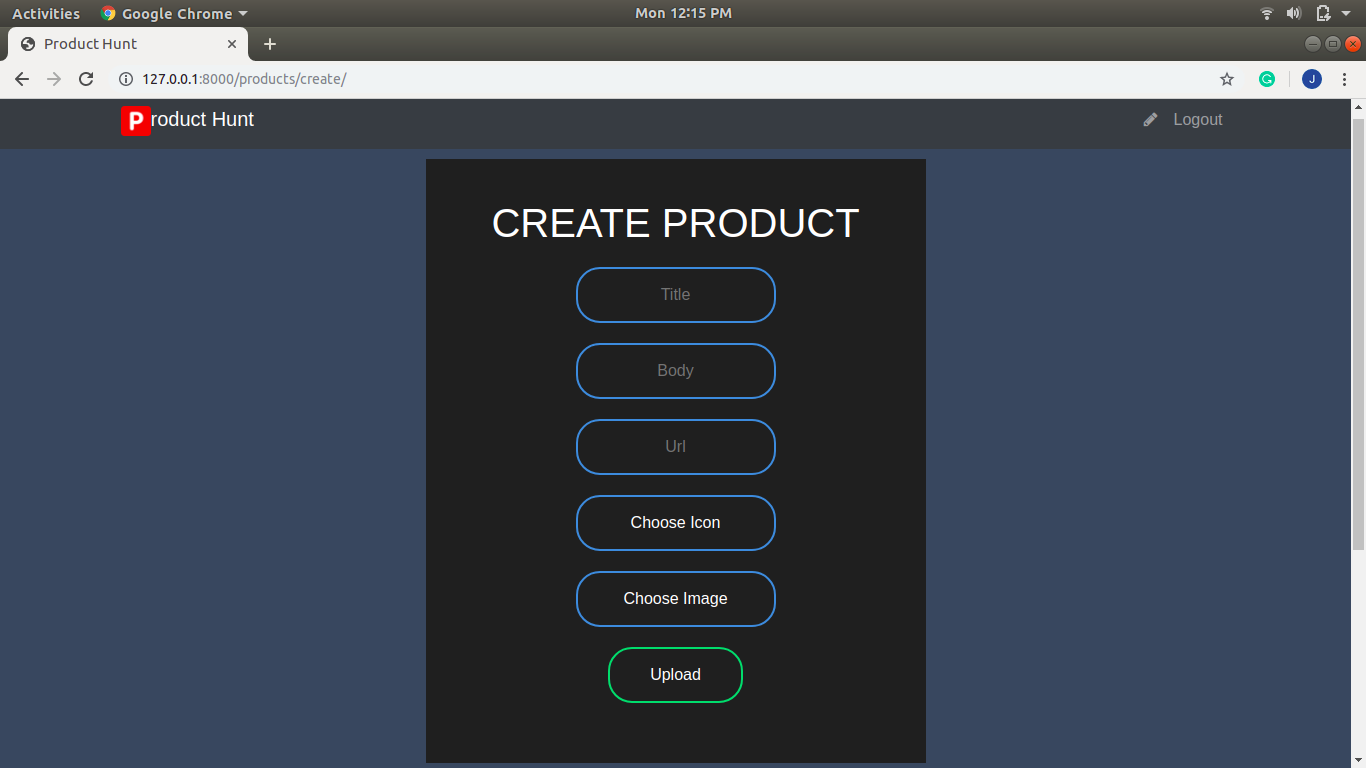 Activities Google Chrome Mon 12:15 PM
Product Hunt
127.0.0.1:8000/products/create/ J
Product Hunt Logout
CREATE PRODUCT
Title
Body
Url
Choose Icon
Choose Image
Upload